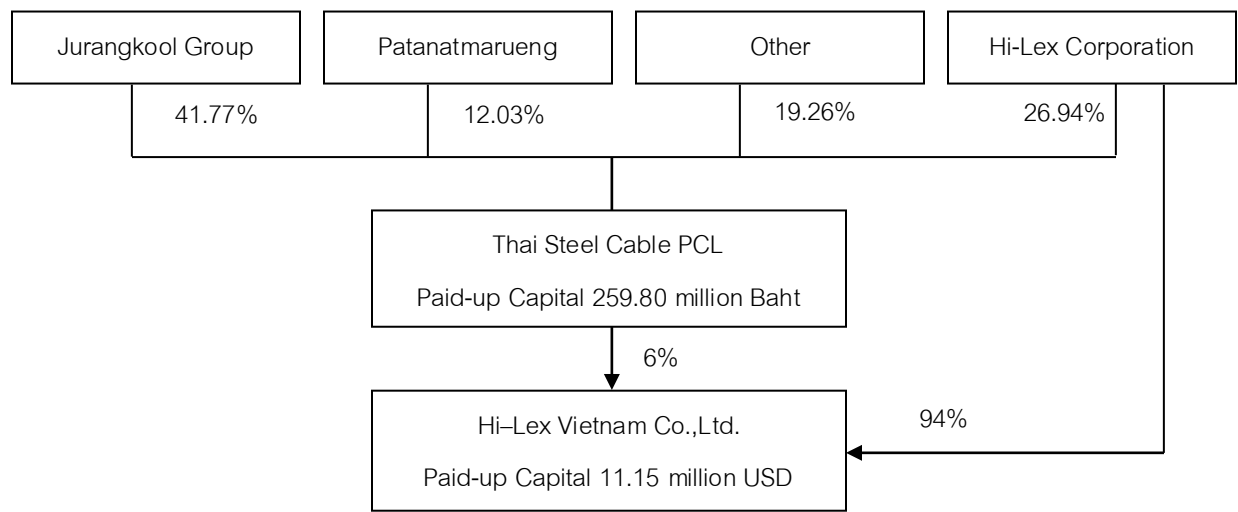 Jurangkool Group
Patanatmarueng
Other
Hi-Lex Corporation
41.77%
12.03%
19.26%
26.94%
Thai Steel Cable PCL
Paid-up Capital 259.80 million Baht
6%
Hi–Lex Vietnam Co.,Ltd.
Paid-up Capital 11.15 million USD
94%